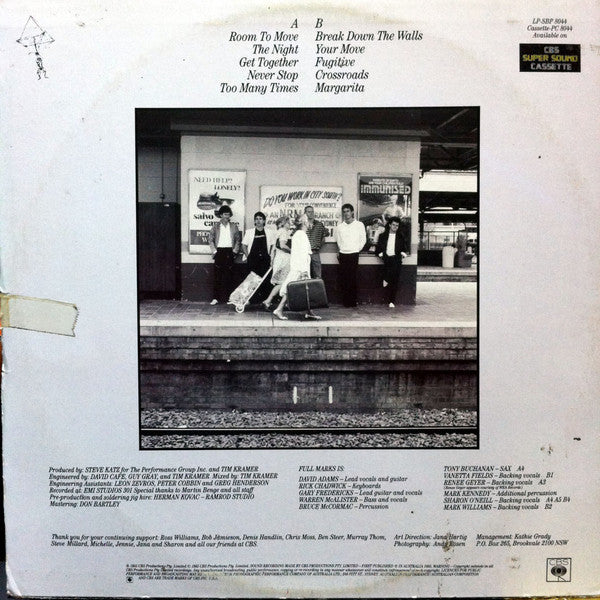 A
Room To Move
The Night
Get Together
Never Stop
Too Many Times
B
Break Down The Walls
Your Move
Fugitive
Crossroads
Margarita
LP-SBP 8044
Cassette-PC 8044
Available on
CBS
SUPER SOUND
CASSETTE
NEED HELP?
LONELY?
DO YOU WORK IN CITY SOUTH?
IMMUNISED
Produced by: STEVE KATZ for The Performance Group Inc. and TIM KRAMER
Engineered by: DAVID CAFE, GUY GRAY, and TIM KRAMER Mixed by: TIM KRAMER
Engineering Assistants: LEON ZEVROS, PETER COBBIN and GREG HENDERSON
Recorded at: EMI STUDIOS 301 Special thanks to Martin Benge and all staff
Pre-production and soldering jig hire: HERMAN KOVAC – RAMROD STUDIO
Mastering: DON BARTLEY
FULL MARKS IS:
DAVID ADAMS – Lead vocals and guitar
RICK CHADWICK – Keyboards
GARY FREDERICKS – Lead guitar and vocals
WARREN McALISTER – Bass and vocals
BRUCE McCORMAC – Percussion
TONY BUCHANAN – SAX A4
VANETTA FIELDS – Backing vocals B1
RENEE GEYER – Backing vocals A3
MARK KENNEDY – Additional percussion
SHARON O'NEILL – Backing vocals A4 A5 B4
MARK WILLIAMS – Backing vocals B2
Thank you for your continuing support: Ross Williams, Bob Jamieson, Denis Handlin, Chris Moss, Ben Steer, Murray Thom,
Steve Millard, Michelle, Jennie, Jana and Sharon and all our friends at CBS.
Art Direction: Jana Hartig
Photography: Andy Rosen
Management: Kathie Grady
P.O. Box 265, Brookvale 2100 NSW
CBS